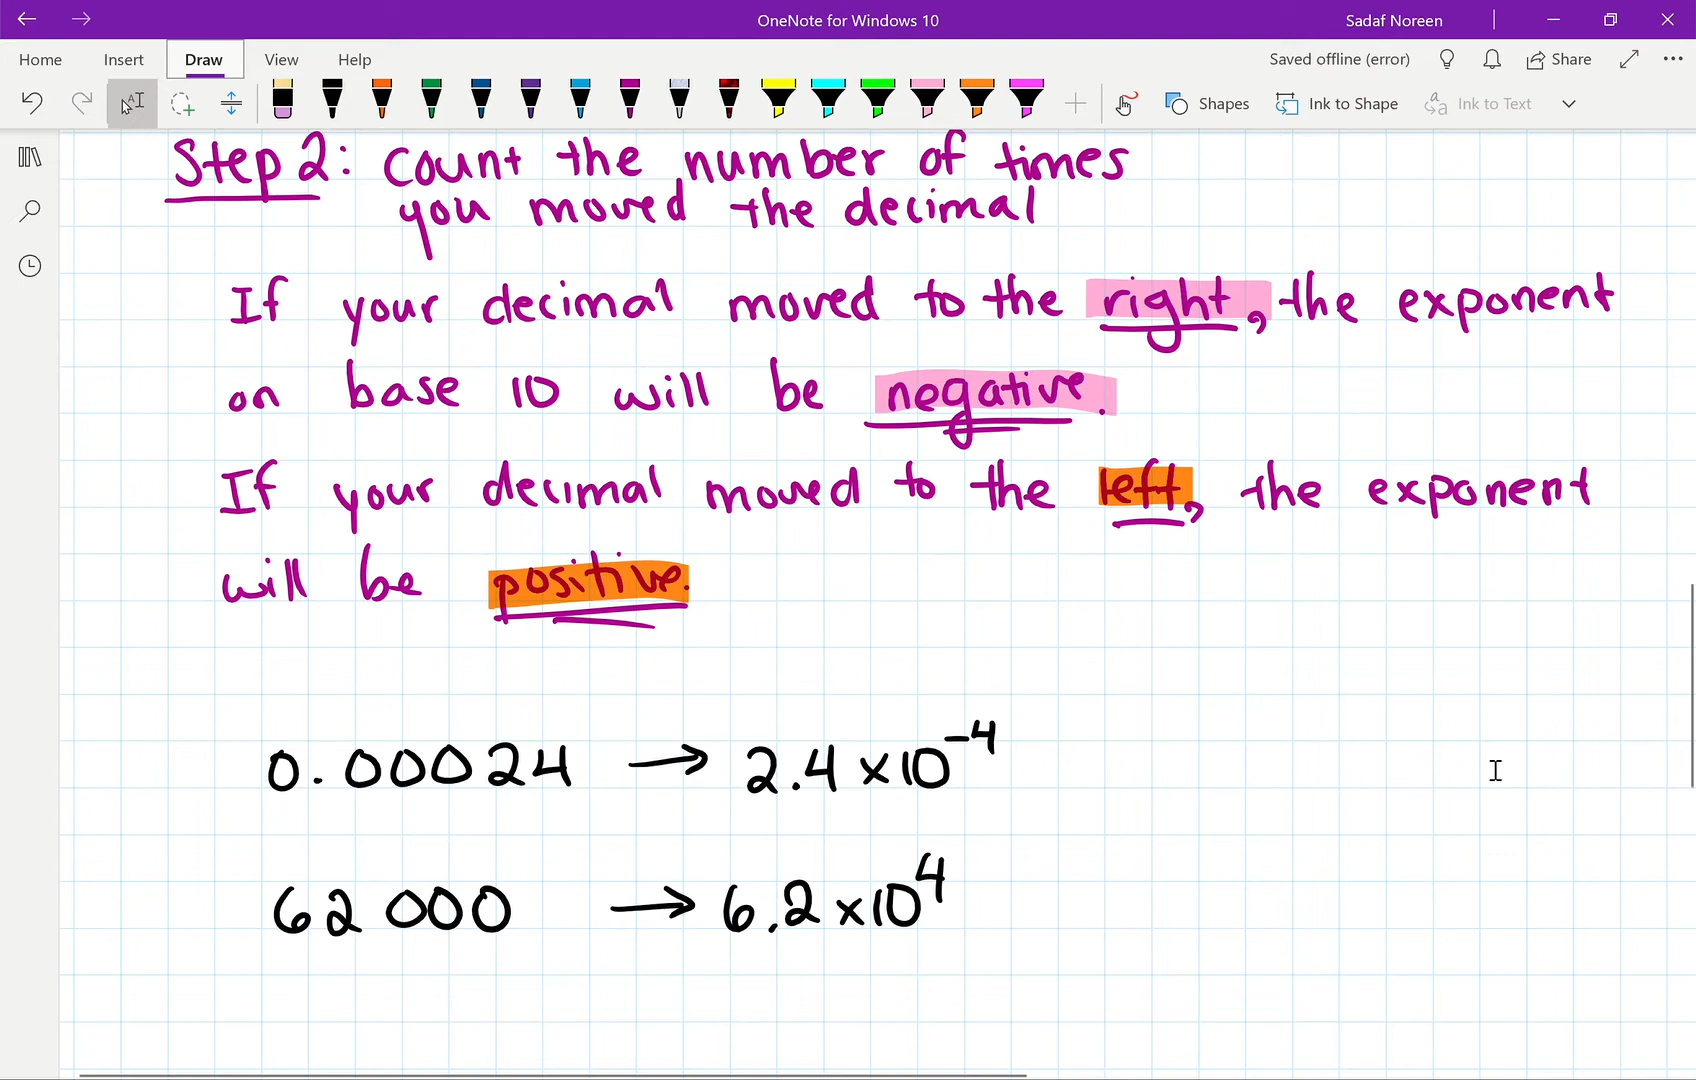 OneNote for Windows 10
Sadaf Noreen
Home Insert Draw View Help
Saved offline (error) Share
Shapes Ink to Shape Ink to Text
Step 2: count the number of times
you moved the decimal
If your decimal moved to the right, the exponent
on base 10 will be negative.
If your decimal moved to the left, the exponent
will be positive.
0.00024 → 2.4 x 10⁻⁴
62 000 → 6.2 x 10⁴